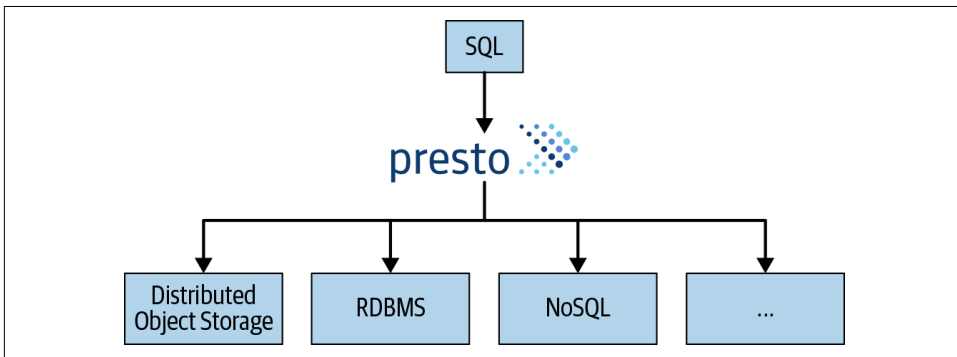 SQL
presto
Distributed
Object Storage
RDBMS
NoSQL
...